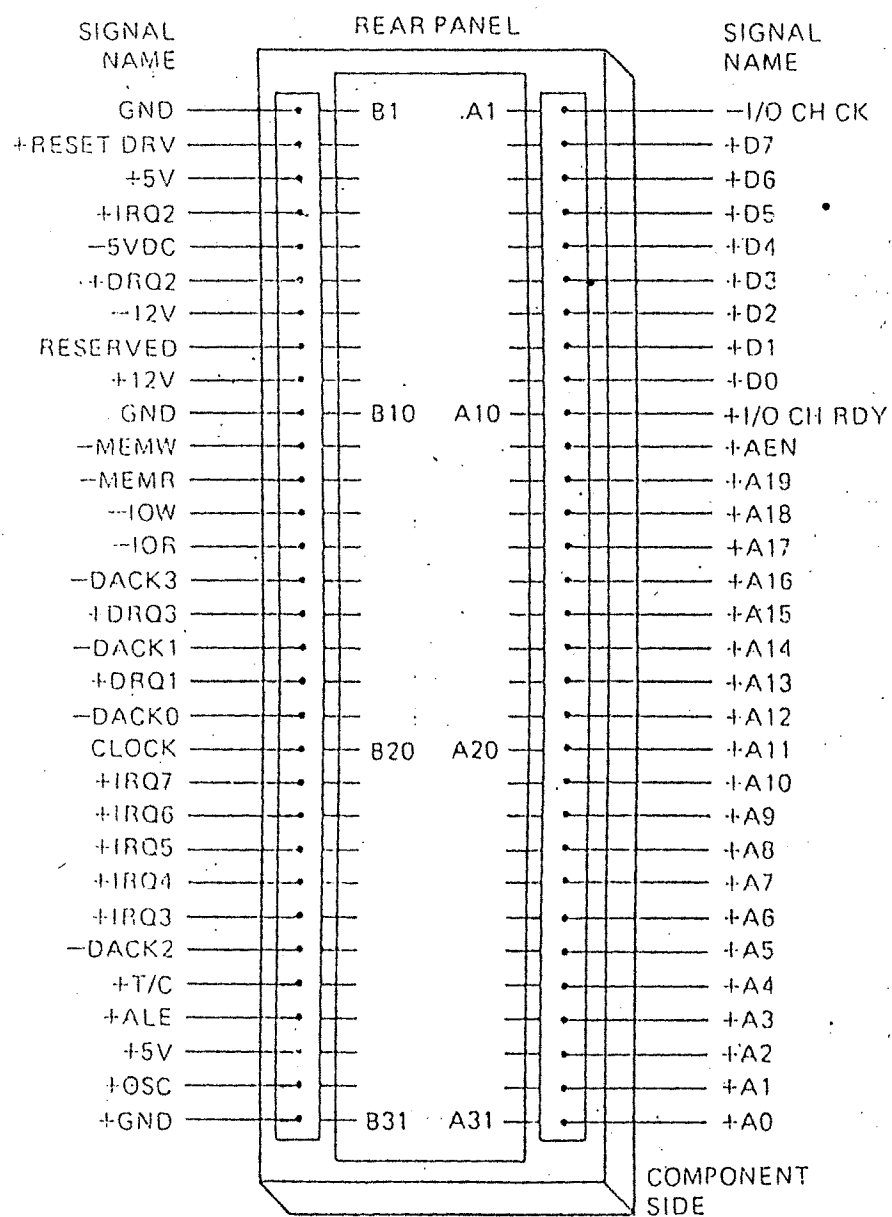 REAR PANEL
SIGNAL
NAME
SIGNAL
NAME
GND B1 A1 −I/O CH CK
+RESET DRV +D7
+5V +D6
+IRQ2 +D5
−5VDC +D4
+DRQ2 +D3
−12V +D2
RESERVED +D1
+12V +D0
GND B10 A10 +I/O CH RDY
−MEMW +AEN
−MEMR +A19
−IOW +A18
−IOR +A17
−DACK3 +A16
+DRQ3 +A15
−DACK1 +A14
+DRQ1 +A13
−DACK0 +A12
CLOCK B20 A20 +A11
+IRQ7 +A10
+IRQ6 +A9
+IRQ5 +A8
+IRQ4 +A7
+IRQ3 +A6
−DACK2 +A5
+T/C +A4
+ALE +A3
+5V +A2
+OSC +A1
+GND B31 A31 +A0
COMPONENT
SIDE